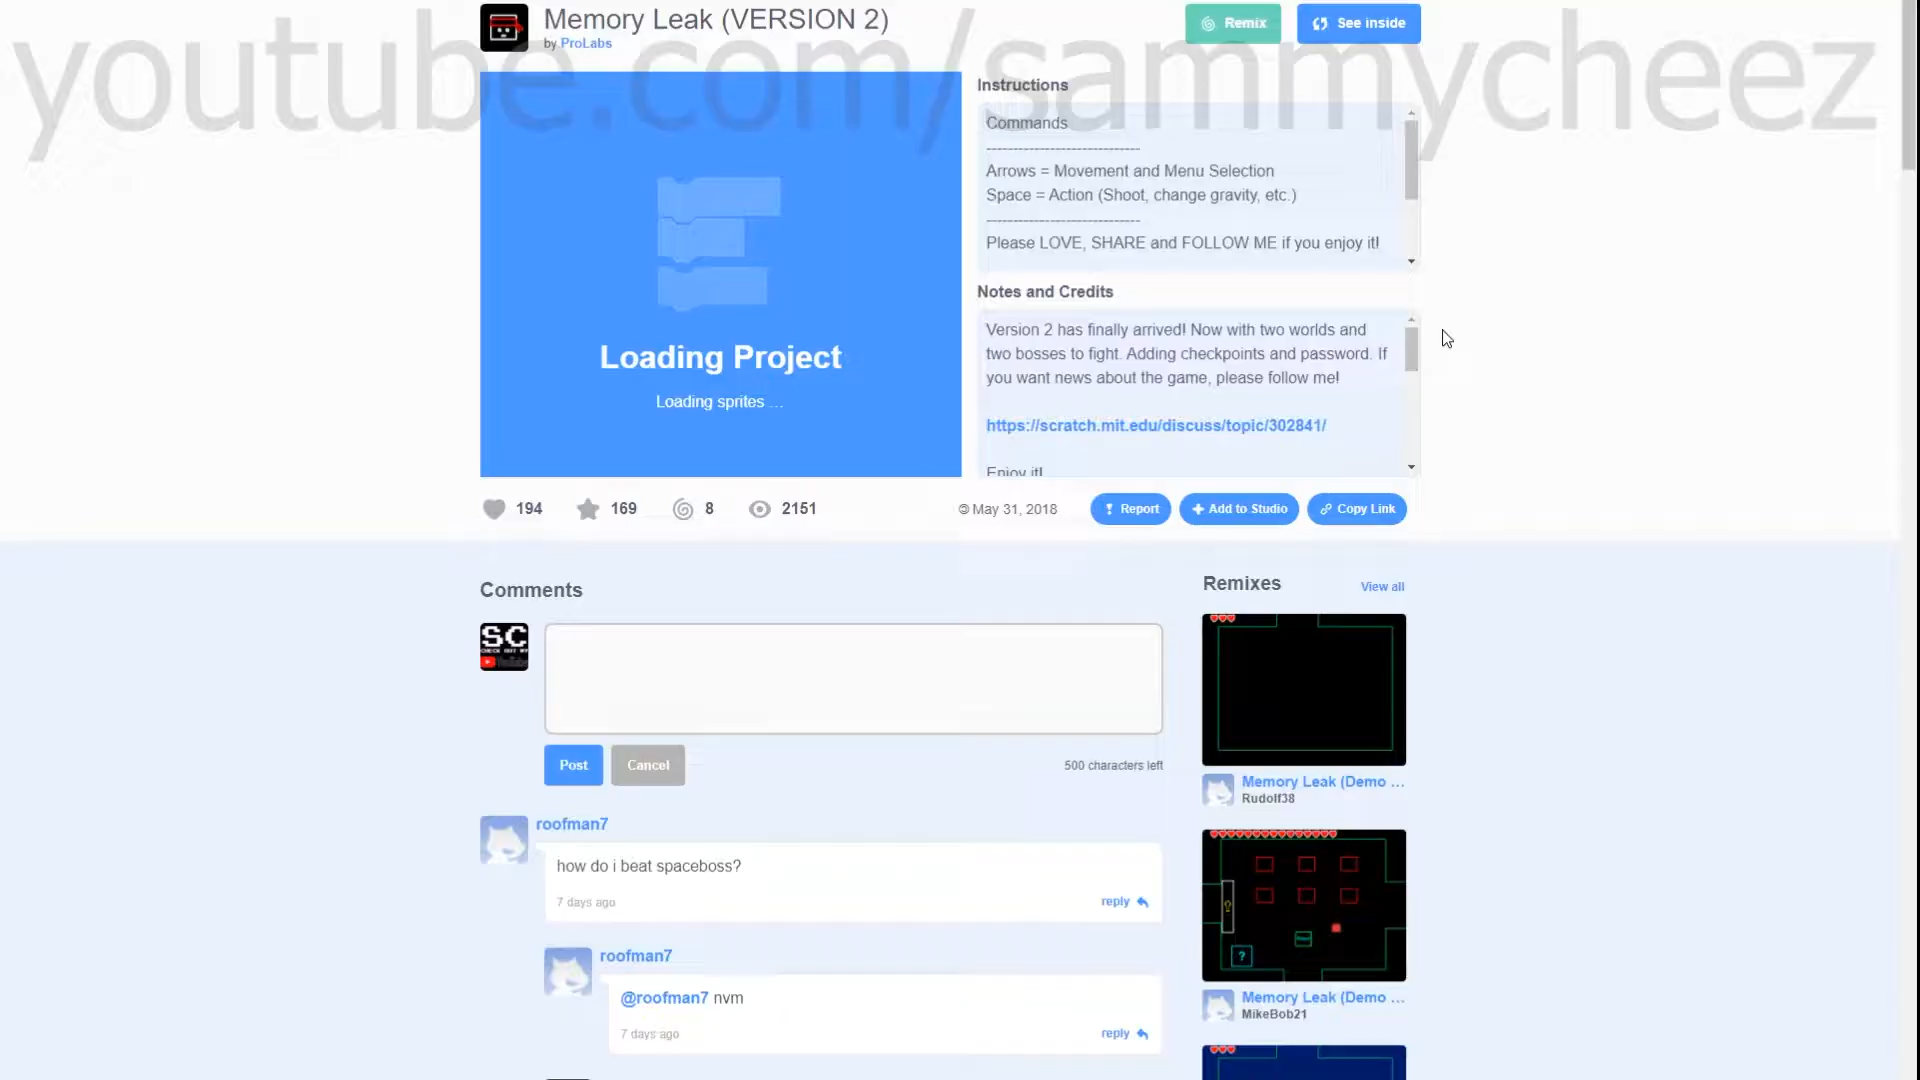 Memory Leak (VERSION 2)
by ProLabs
Remix
See inside
youtube.com/sammycheez
Instructions
Commands
----------------------------
Arrows = Movement and Menu Selection
Space = Action (Shoot, change gravity, etc.)
----------------------------
Please LOVE, SHARE and FOLLOW ME if you enjoy it!
Loading Project
Loading sprites …
Notes and Credits
Version 2 has finally arrived! Now with two worlds and
two bosses to fight. Adding checkpoints and password. If
you want news about the game, please follow me!
https://scratch.mit.edu/discuss/topic/302841/
Enjoy it!
194
169
8
2151
© May 31, 2018
Report
Add to Studio
Copy Link
Comments
SC
Post
Cancel
500 characters left
roofman7
how do i beat spaceboss?
7 days ago
reply
roofman7
@roofman7 nvm
7 days ago
reply
Remixes
View all
Memory Leak (Demo ...
Rudolf38
?
Memory Leak (Demo ...
MikeBob21